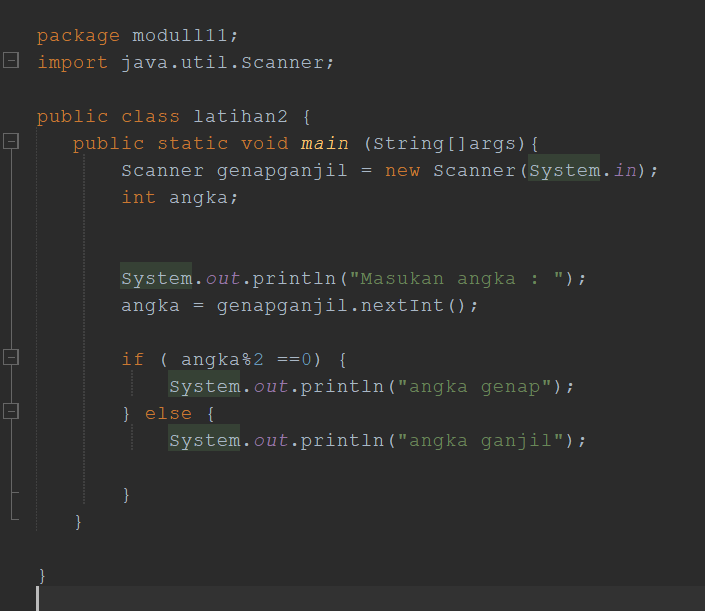 package modull11;
import java.util.Scanner;
public class latihan2 {
public static void main (String[]args){
Scanner genapganjil = new Scanner(System.in);
int angka;
System.out.println("Masukan angka : ");
angka = genapganjil.nextInt();
if ( angka%2 ==0) {
System.out.println("angka genap");
} else {
System.out.println("angka ganjil");
}
}
}